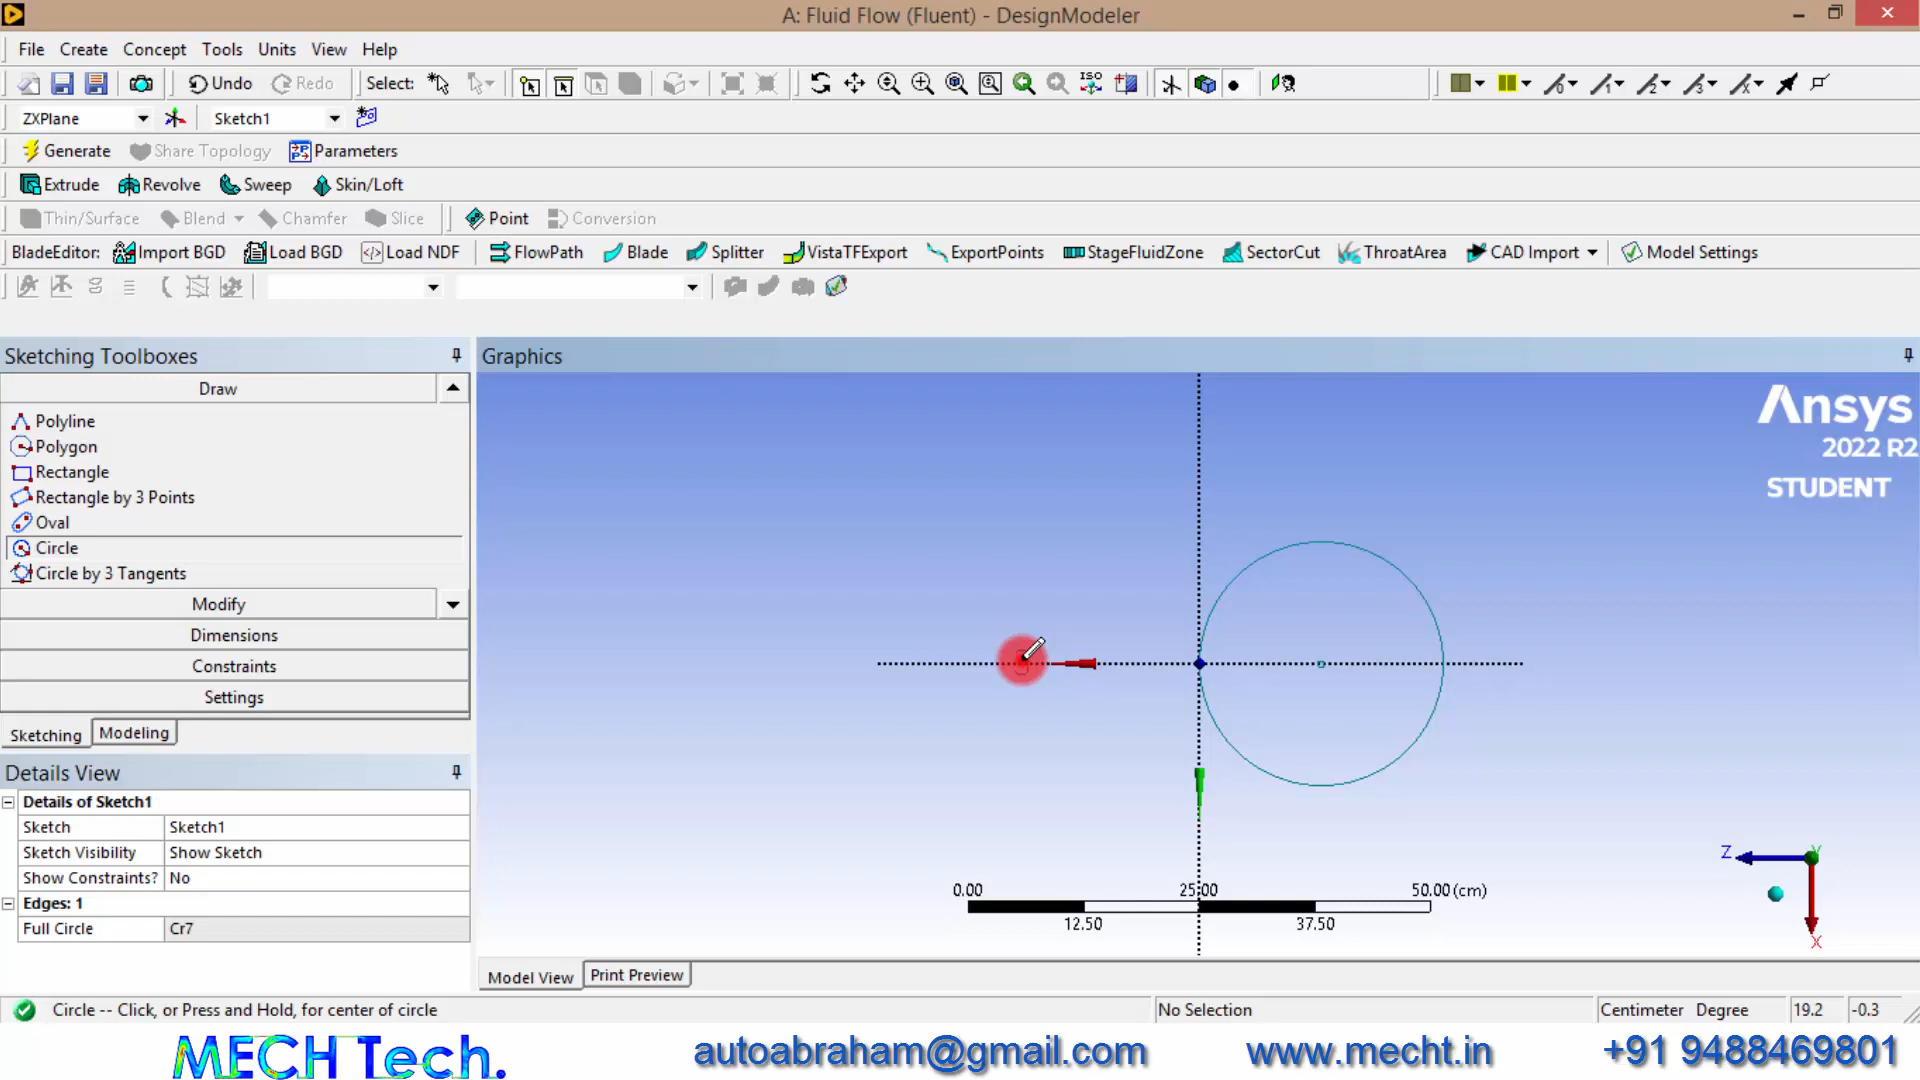 A: Fluid Flow (Fluent) - DesignModeler
File Create Concept Tools Units View Help
Undo Redo Select: ISO
ZXPlane Sketch1
Generate Share Topology Parameters
Extrude Revolve Sweep Skin/Loft
Thin/Surface Blend Chamfer Slice Point Conversion
BladeEditor: Import BGD Load BGD Load NDF FlowPath Blade Splitter VistaTFExport ExportPoints StageFluidZone SectorCut ThroatArea CAD Import Model Settings
Sketching Toolboxes
Draw
Polyline
Polygon
Rectangle
Rectangle by 3 Points
Oval
Circle
Circle by 3 Tangents
Modify
Dimensions
Constraints
Settings
Sketching Modeling
Details View
Details of Sketch1
Sketch Sketch1
Sketch Visibility Show Sketch
Show Constraints? No
Edges: 1
Full Circle Cr7
Graphics
Ansys
2022 R2
STUDENT
0.00 25.00 50.00 (cm)
12.50 37.50
Z
Y
X
Model View Print Preview
Circle -- Click, or Press and Hold, for center of circle No Selection Centimeter Degree 19.2 -0.3
MECH Tech. autoabraham@gmail.com www.mecht.in +91 9488469801